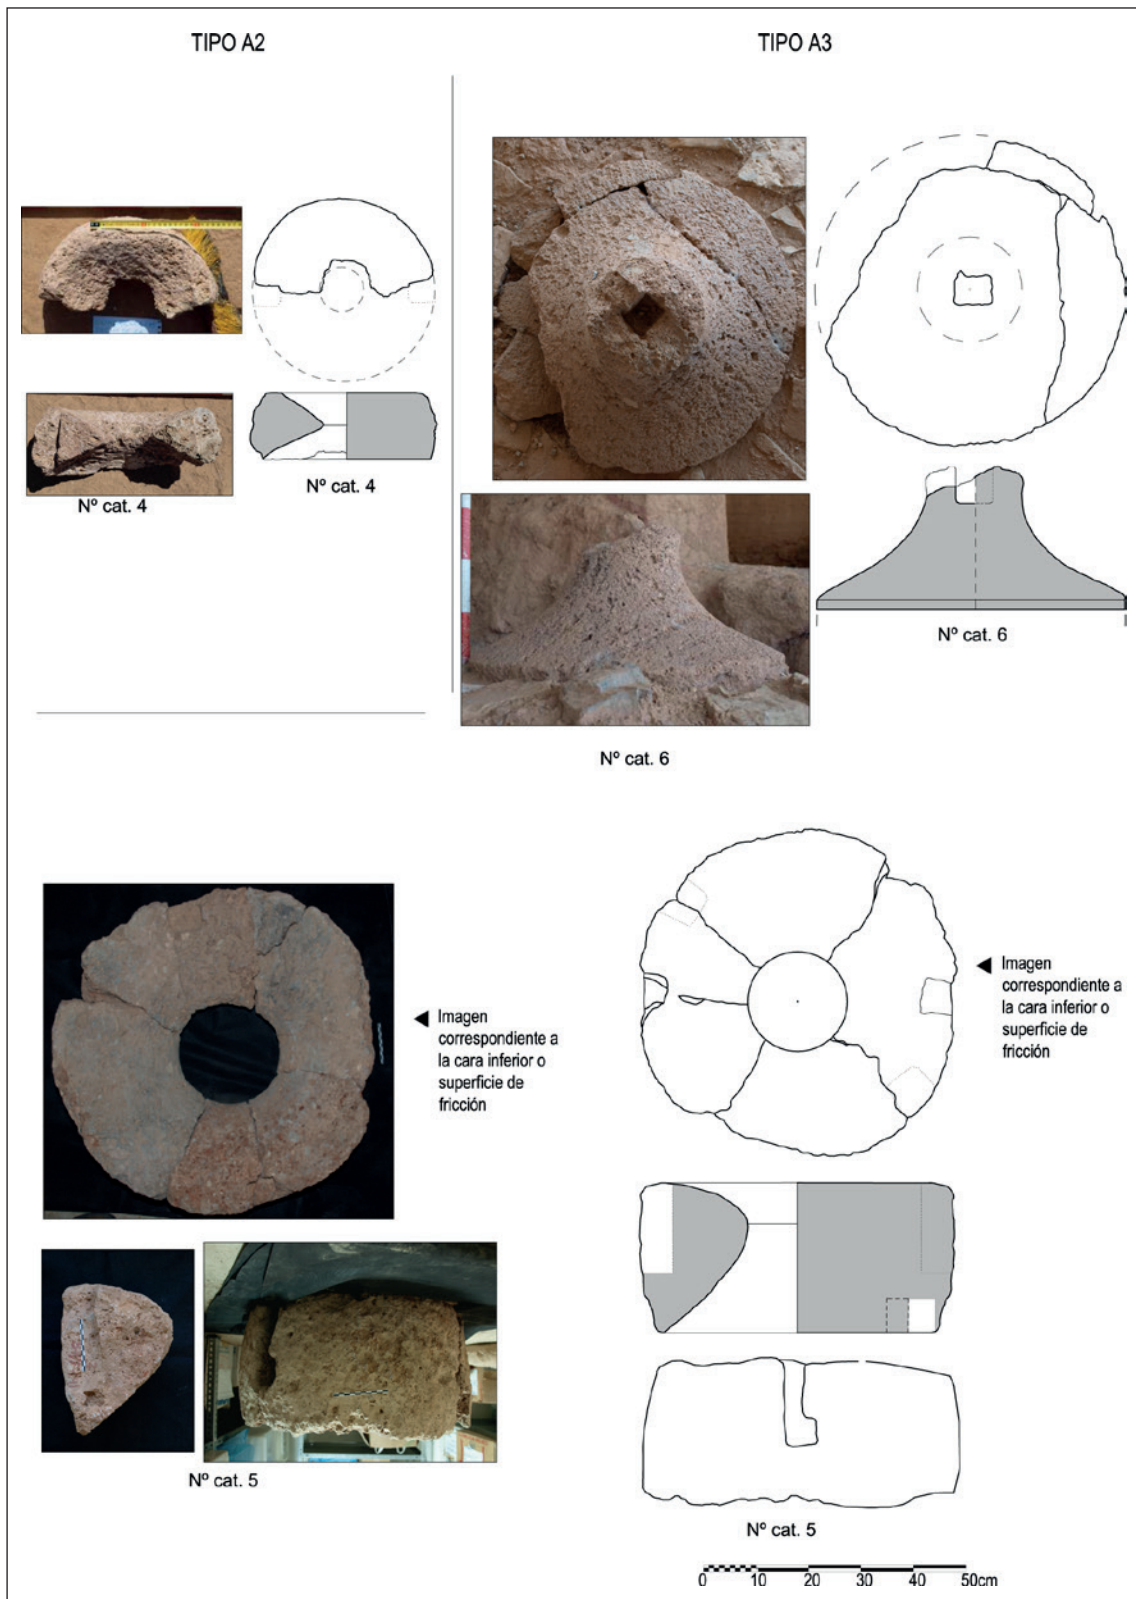 TIPO A2
TIPO A3
Nº cat. 4
Nº cat. 4
Nº cat. 6
Nº cat. 6
Imagen
correspondiente a
la cara inferior o
superficie de
fricción
Imagen
correspondiente a
la cara inferior o
superficie de
fricción
Nº cat. 5
Nº cat. 5
0 10 20 30 40 50cm